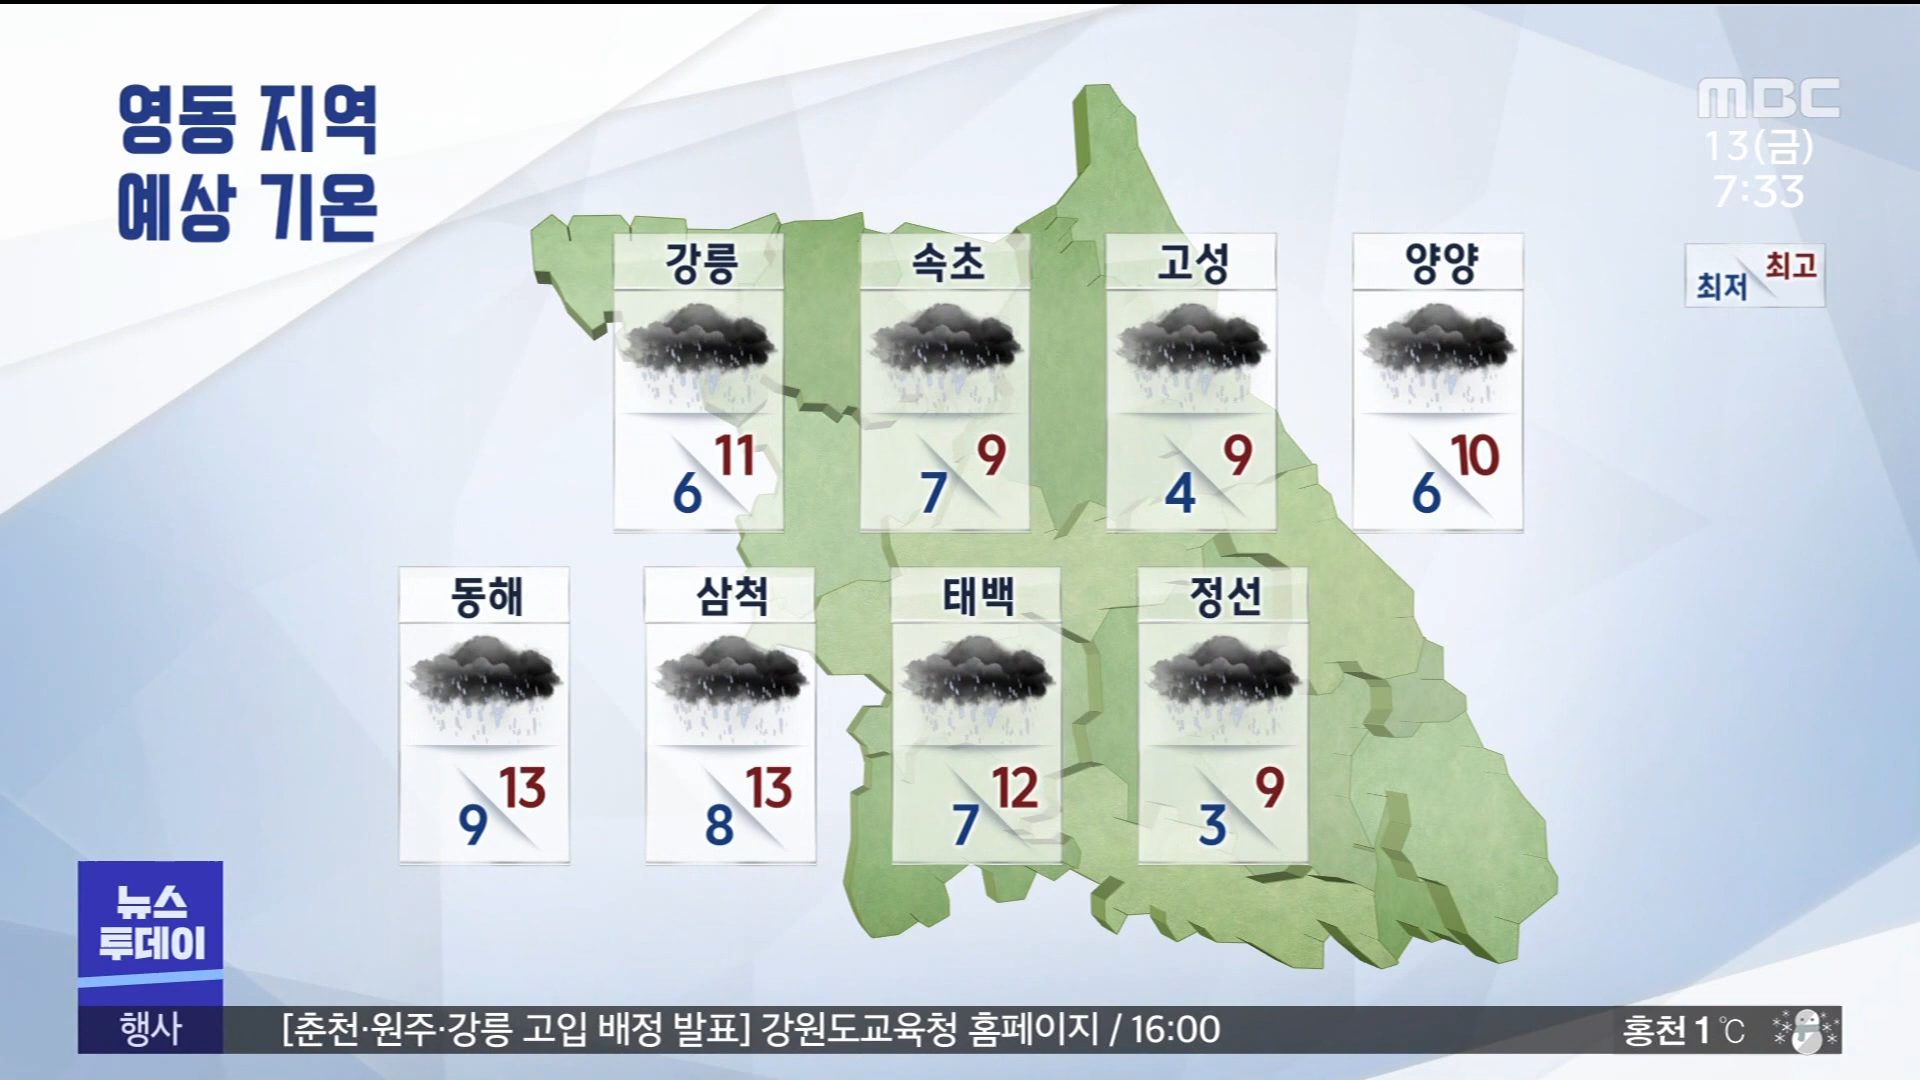 영동 지역
예상 기온
MBC
13(금)
7:33
최저 최고
강릉 속초 고성 양양
6 11 7 9 4 9 6 10
동해 삼척 태백 정선
9 13 8 13 7 12 3 9
뉴스
투데이
행사 [춘천·원주·강릉 고입 배정 발표] 강원도교육청 홈페이지 / 16:00 홍천 1℃